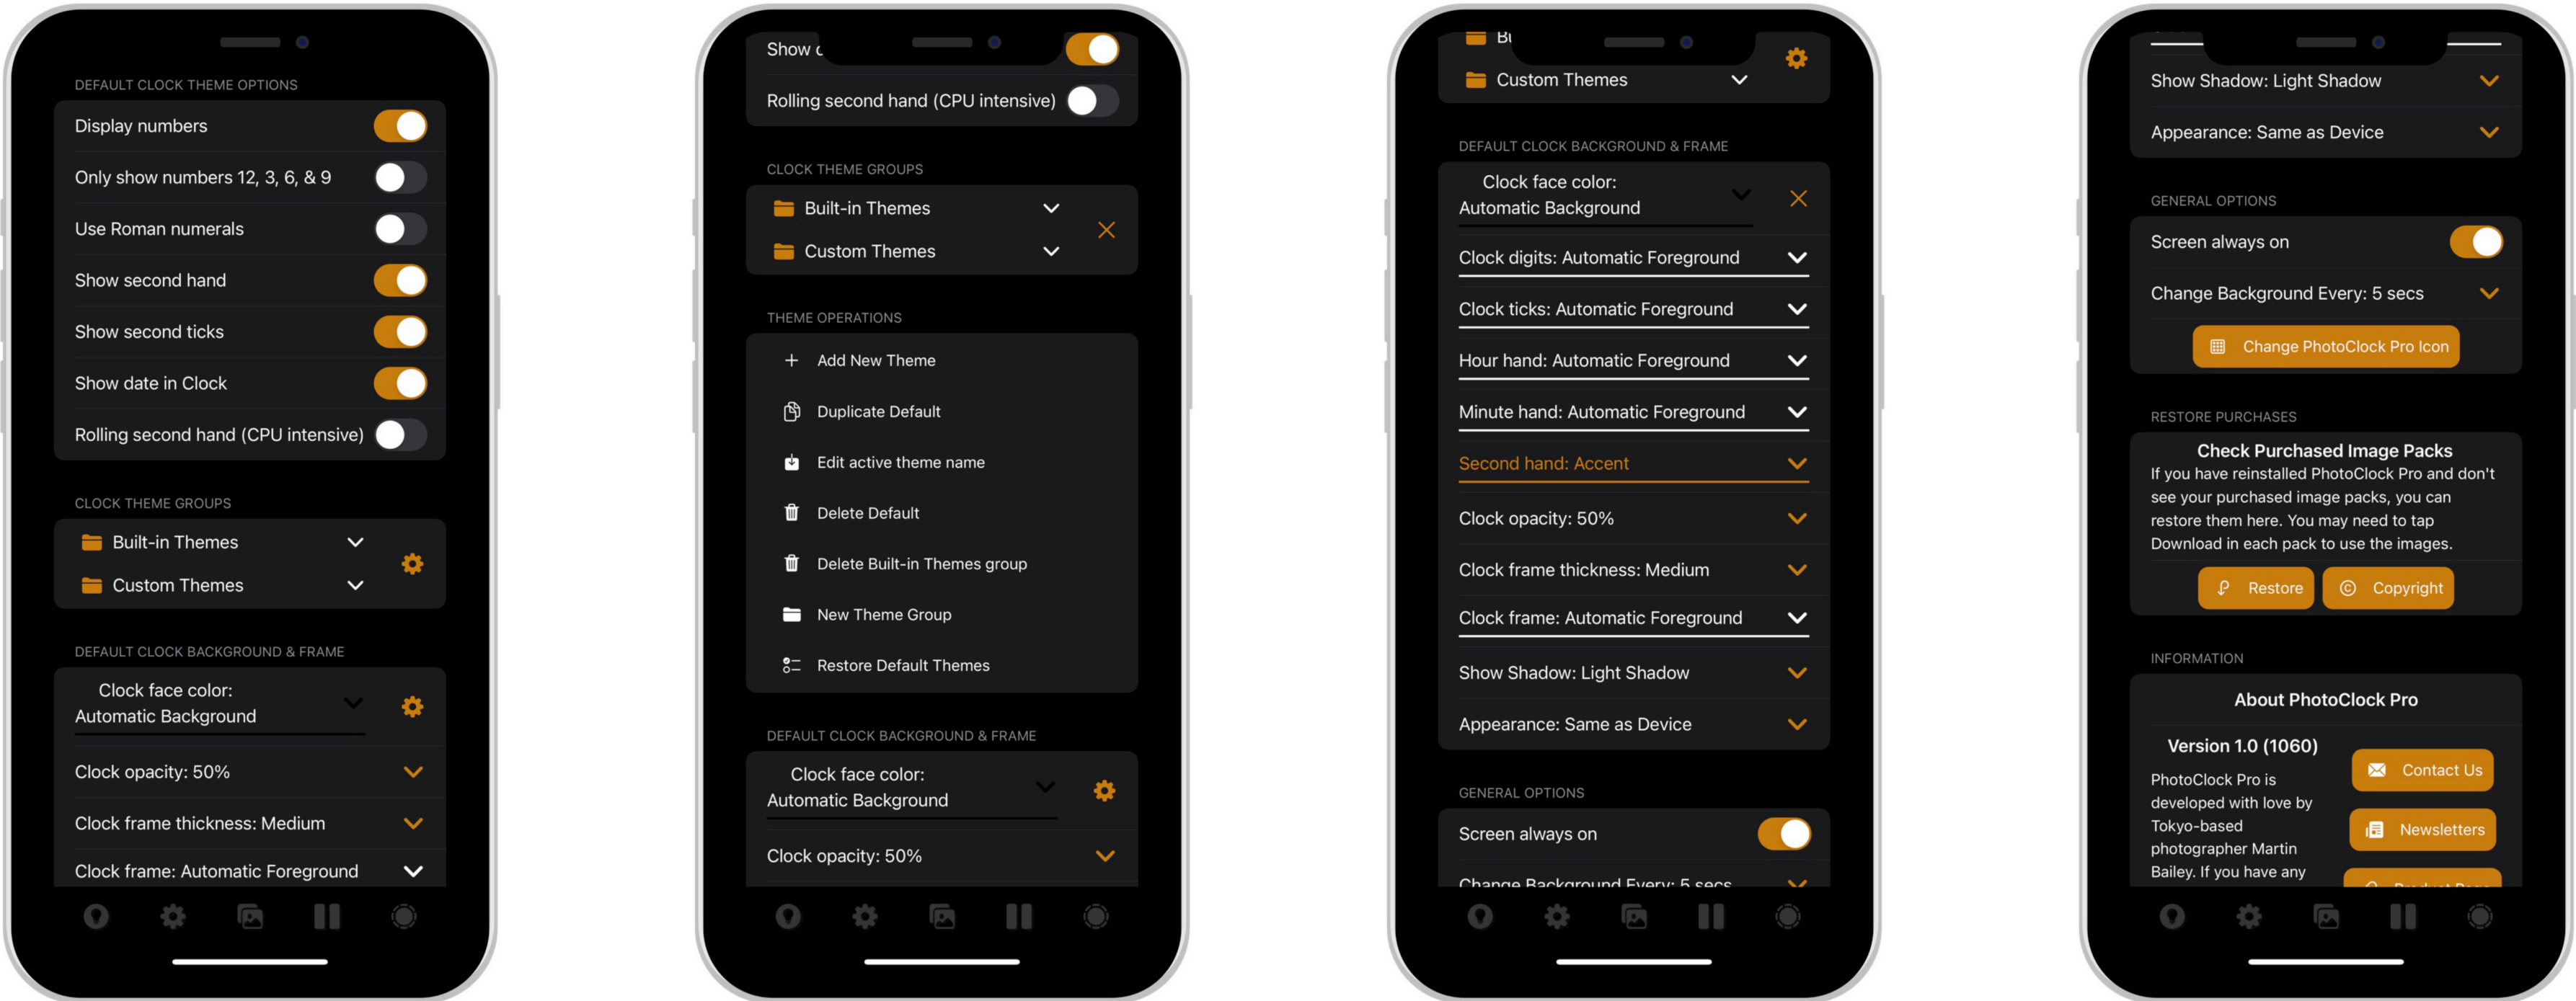 DEFAULT CLOCK THEME OPTIONS
Display numbers
Only show numbers 12, 3, 6, & 9
Use Roman numerals
Show second hand
Show second ticks
Show date in Clock
Rolling second hand (CPU intensive)
CLOCK THEME GROUPS
Built-in Themes
Custom Themes
DEFAULT CLOCK BACKGROUND & FRAME
Clock face color:
Automatic Background
Clock opacity: 50%
Clock frame thickness: Medium
Clock frame: Automatic Foreground
Show
Rolling second hand (CPU intensive)
CLOCK THEME GROUPS
Built-in Themes
Custom Themes
THEME OPERATIONS
Add New Theme
Duplicate Default
Edit active theme name
Delete Default
Delete Built-in Themes group
New Theme Group
Restore Default Themes
DEFAULT CLOCK BACKGROUND & FRAME
Clock face color:
Automatic Background
Clock opacity: 50%
Custom Themes
DEFAULT CLOCK BACKGROUND & FRAME
Clock face color:
Automatic Background
Clock digits: Automatic Foreground
Clock ticks: Automatic Foreground
Hour hand: Automatic Foreground
Minute hand: Automatic Foreground
Second hand: Accent
Clock opacity: 50%
Clock frame thickness: Medium
Clock frame: Automatic Foreground
Show Shadow: Light Shadow
Appearance: Same as Device
GENERAL OPTIONS
Screen always on
Change Background Every: 5 secs
Show Shadow: Light Shadow
Appearance: Same as Device
GENERAL OPTIONS
Screen always on
Change Background Every: 5 secs
Change PhotoClock Pro Icon
RESTORE PURCHASES
Check Purchased Image Packs
If you have reinstalled PhotoClock Pro and don't
see your purchased image packs, you can
restore them here. You may need to tap
Download in each pack to use the images.
Restore
Copyright
INFORMATION
About PhotoClock Pro
Version 1.0 (1060)
PhotoClock Pro is
developed with love by
Tokyo-based
photographer Martin
Bailey. If you have any
Contact Us
Newsletters
Product Page